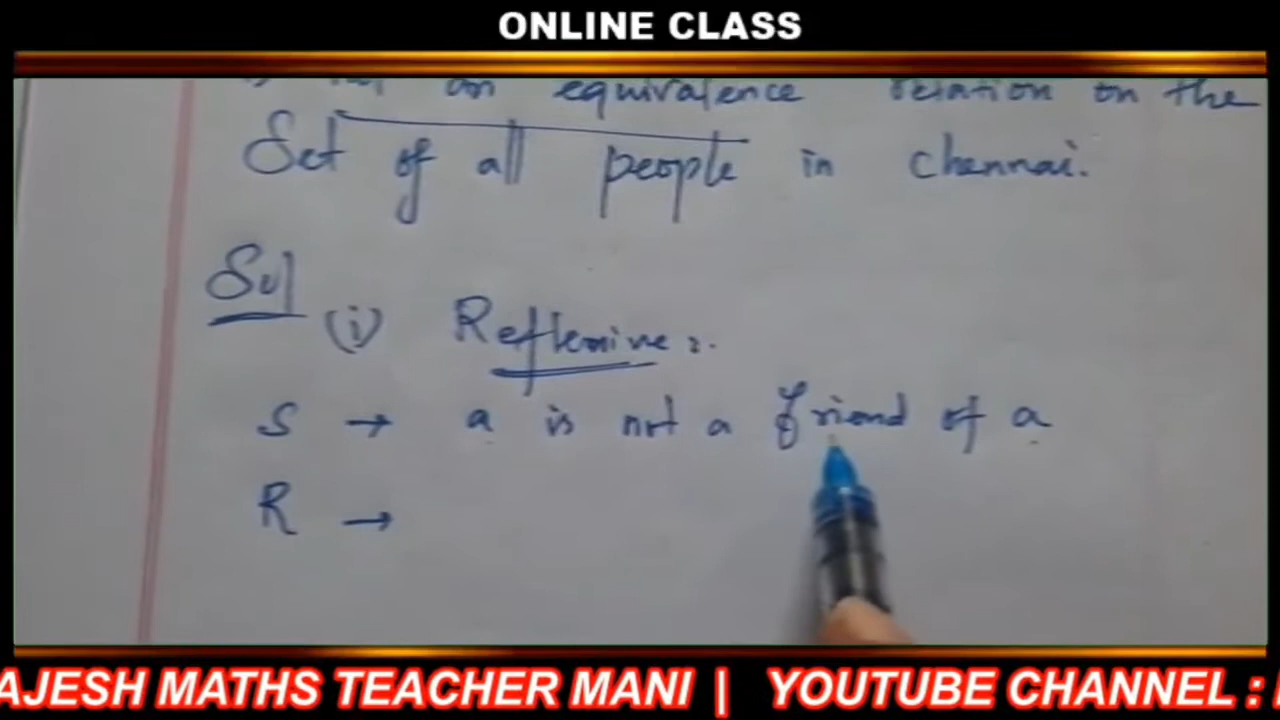 ONLINE CLASS
an equivalence relation on the
Set of all people in chennai.
Sol
(i) Reflexive :.
S → a is not a friend of a
R →
AJESH MATHS TEACHER MANI | YOUTUBE CHANNEL :